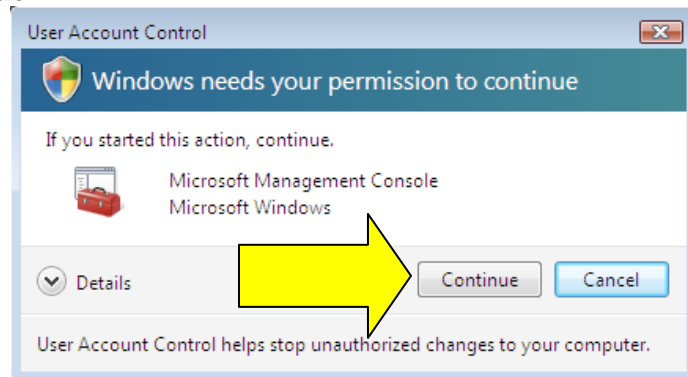 User Account Control
Windows needs your permission to continue
If you started this action, continue.
Microsoft Management Console
Microsoft Windows
Details
Continue
Cancel
User Account Control helps stop unauthorized changes to your computer.